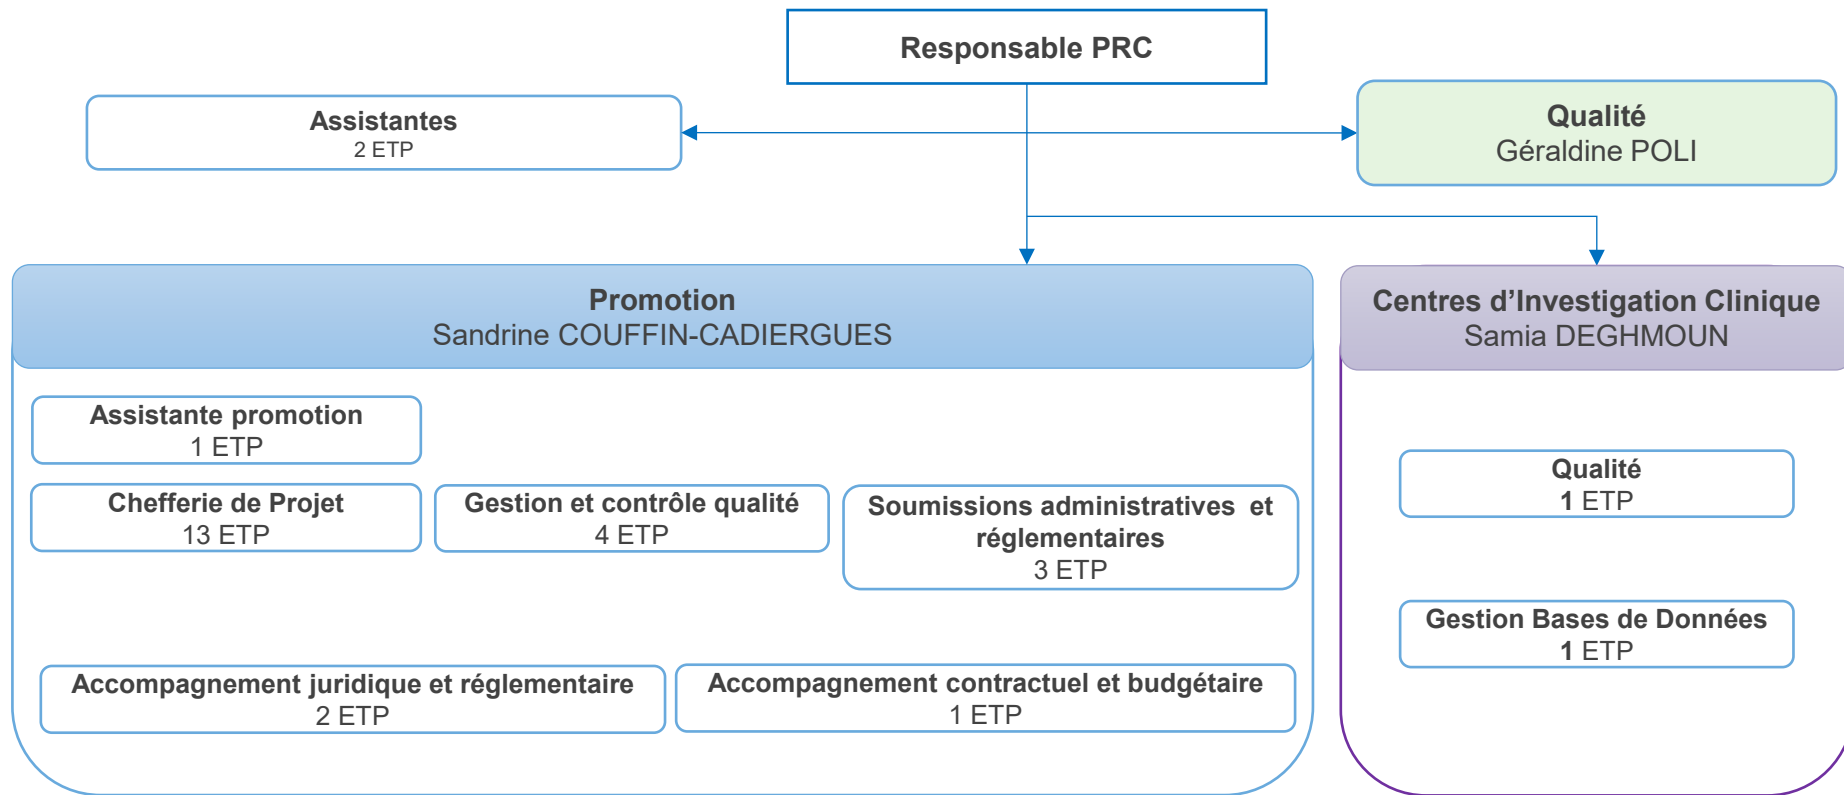 Responsable PRC
Assistantes
2 ETP
Qualité
Géraldine POLI
Promotion
Sandrine COUFFIN-CADIERGUES
Centres d’Investigation Clinique
Samia DEGHMOUN
Assistante promotion
1 ETP
Chefferie de Projet
13 ETP
Gestion et contrôle qualité
4 ETP
Soumissions administratives et
réglementaires
3 ETP
Accompagnement juridique et réglementaire
2 ETP
Accompagnement contractuel et budgétaire
1 ETP
Qualité
1 ETP
Gestion Bases de Données
1 ETP